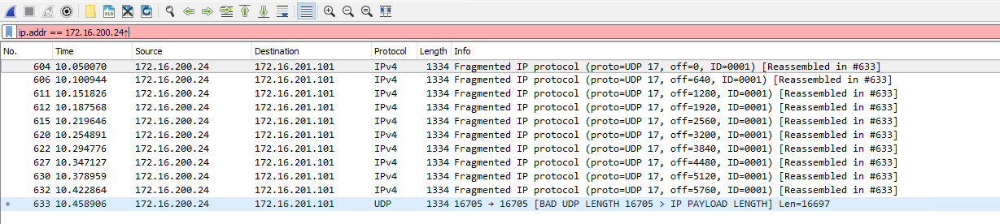 ip.addr == 172.16.200.24↑
No. Time Source Destination Protocol Length Info
604 10.050070 172.16.200.24 172.16.201.101 IPv4 1334 Fragmented IP protocol (proto=UDP 17, off=0, ID=0001) [Reassembled in #633]
606 10.100944 172.16.200.24 172.16.201.101 IPv4 1334 Fragmented IP protocol (proto=UDP 17, off=640, ID=0001) [Reassembled in #633]
611 10.151826 172.16.200.24 172.16.201.101 IPv4 1334 Fragmented IP protocol (proto=UDP 17, off=1280, ID=0001) [Reassembled in #633]
612 10.187568 172.16.200.24 172.16.201.101 IPv4 1334 Fragmented IP protocol (proto=UDP 17, off=1920, ID=0001) [Reassembled in #633]
615 10.219646 172.16.200.24 172.16.201.101 IPv4 1334 Fragmented IP protocol (proto=UDP 17, off=2560, ID=0001) [Reassembled in #633]
620 10.254891 172.16.200.24 172.16.201.101 IPv4 1334 Fragmented IP protocol (proto=UDP 17, off=3200, ID=0001) [Reassembled in #633]
622 10.294776 172.16.200.24 172.16.201.101 IPv4 1334 Fragmented IP protocol (proto=UDP 17, off=3840, ID=0001) [Reassembled in #633]
627 10.347127 172.16.200.24 172.16.201.101 IPv4 1334 Fragmented IP protocol (proto=UDP 17, off=4480, ID=0001) [Reassembled in #633]
630 10.378959 172.16.200.24 172.16.201.101 IPv4 1334 Fragmented IP protocol (proto=UDP 17, off=5120, ID=0001) [Reassembled in #633]
632 10.422864 172.16.200.24 172.16.201.101 IPv4 1334 Fragmented IP protocol (proto=UDP 17, off=5760, ID=0001) [Reassembled in #633]
633 10.458906 172.16.200.24 172.16.201.101 UDP 1334 16705 → 16705 [BAD UDP LENGTH 16705 > IP PAYLOAD LENGTH] Len=16697